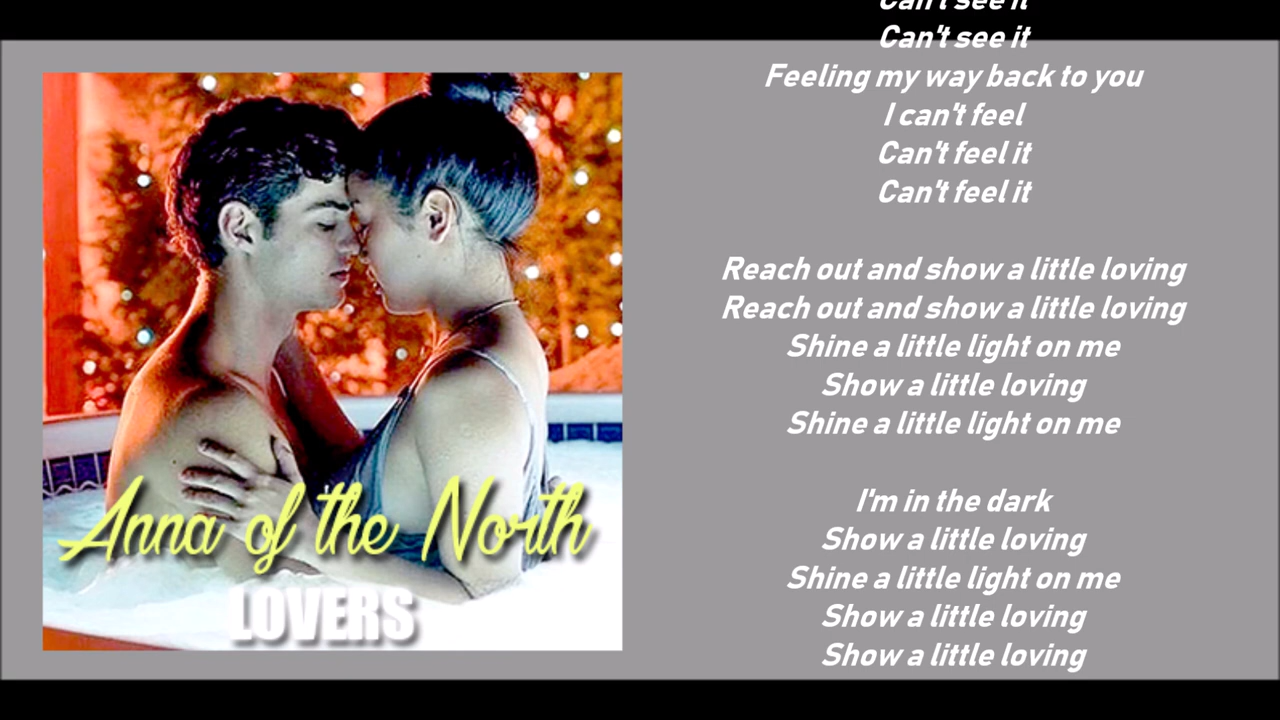 Can't see it
Can't see it
Feeling my way back to you
I can't feel
Can't feel it
Can't feel it
Reach out and show a little loving
Reach out and show a little loving
Shine a little light on me
Show a little loving
Shine a little light on me
I'm in the dark
Show a little loving
Shine a little light on me
Show a little loving
Show a little loving
Anna of the North
LOVERS